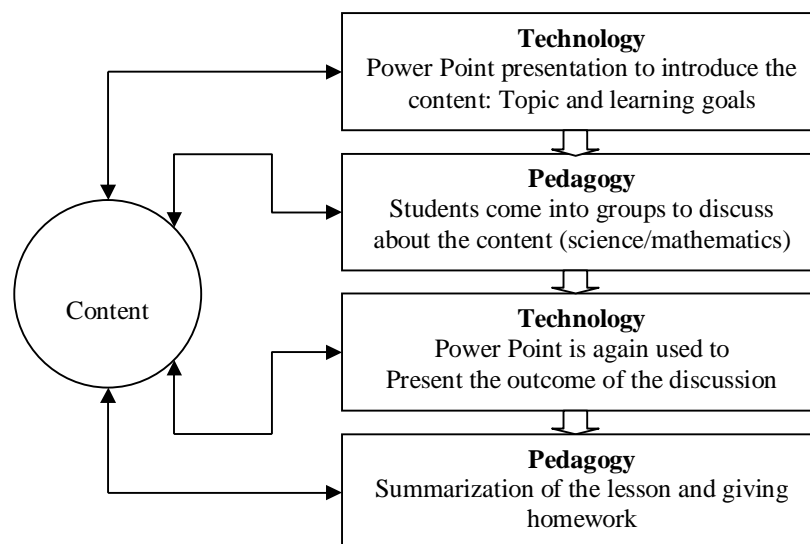 Technology
Power Point presentation to introduce the
content: Topic and learning goals
Pedagogy
Students come into groups to discuss
about the content (science/mathematics)
Content
Technology
Power Point is again used to
Present the outcome of the discussion
Pedagogy
Summarization of the lesson and giving
homework